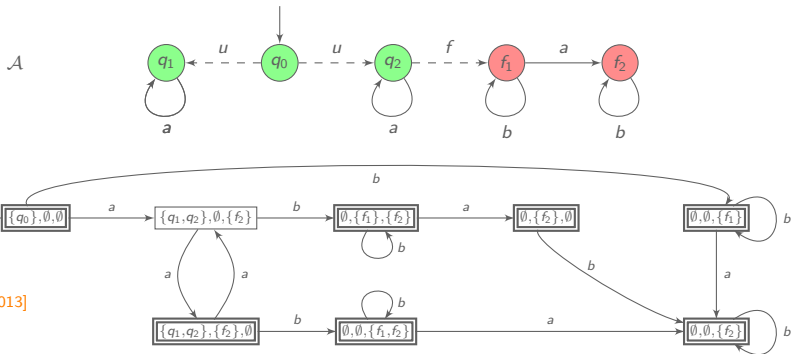 𝒜
q₁ u q₀ u q₂ f f₁ a f₂
a a b b
b
{q₀},∅,∅ a {q₁,q₂},∅,{f₂} b ∅,{f₁},{f₂} a ∅,{f₂},∅ ∅,∅,{f₁} b
b
a a b a
013]
b
{q₁,q₂},{f₂},∅ b ∅,∅,{f₁,f₂} a ∅,∅,{f₂} b